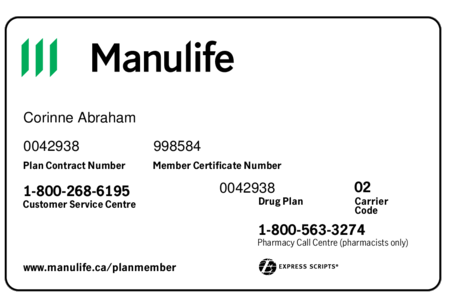 Manulife
Corinne Abraham
0042938 998584
Plan Contract Number Member Certificate Number
1-800-268-6195 0042938 02
Customer Service Centre Drug Plan Carrier
Code
1-800-563-3274
Pharmacy Call Centre (pharmacists only)
www.manulife.ca/planmember EXPRESS SCRIPTS®